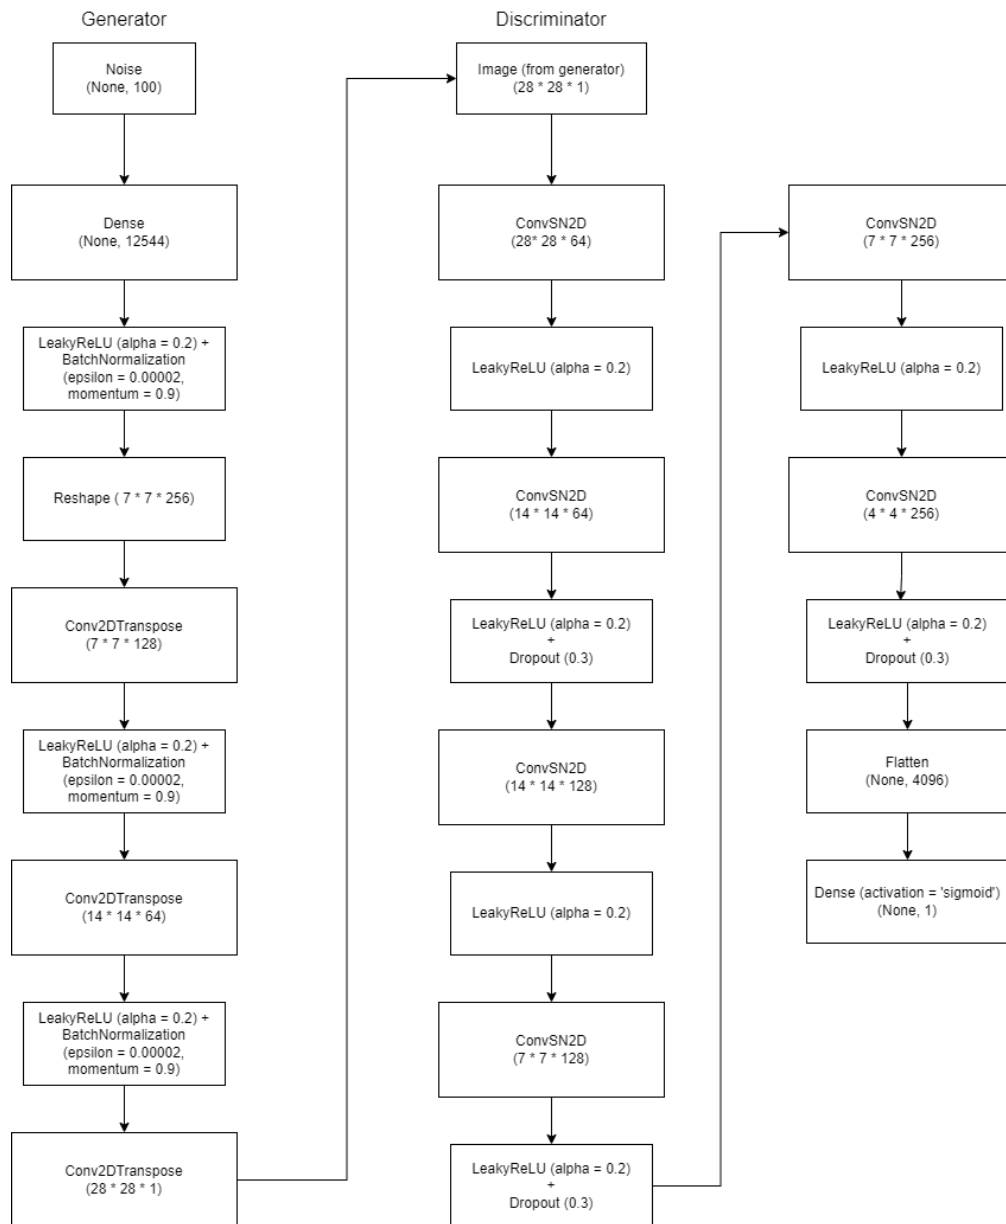 Generator
Noise
(None, 100)
Dense
(None, 12544)
LeakyReLU (alpha = 0.2) +
BatchNormalization
(epsilon = 0.00002,
momentum = 0.9)
Reshape ( 7 * 7 * 256)
Conv2DTranspose
(7 * 7 * 128)
LeakyReLU (alpha = 0.2) +
BatchNormalization
(epsilon = 0.00002,
momentum = 0.9)
Conv2DTranspose
(14 * 14 * 64)
LeakyReLU (alpha = 0.2) +
BatchNormalization
(epsilon = 0.00002,
momentum = 0.9)
Conv2DTranspose
(28 * 28 * 1)
Discriminator
Image (from generator)
(28 * 28 * 1)
ConvSN2D
(28* 28 * 64)
LeakyReLU (alpha = 0.2)
ConvSN2D
(14 * 14 * 64)
LeakyReLU (alpha = 0.2)
+
Dropout (0.3)
ConvSN2D
(14 * 14 * 128)
LeakyReLU (alpha = 0.2)
ConvSN2D
(7 * 7 * 128)
LeakyReLU (alpha = 0.2)
+
Dropout (0.3)
ConvSN2D
(7 * 7 * 256)
LeakyReLU (alpha = 0.2)
ConvSN2D
(4 * 4 * 256)
LeakyReLU (alpha = 0.2)
+
Dropout (0.3)
Flatten
(None, 4096)
Dense (activation = 'sigmoid')
(None, 1)